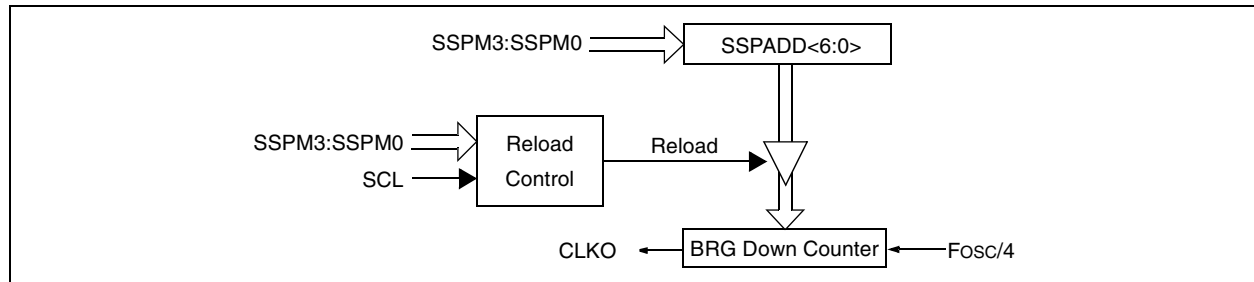 SSPM3:SSPM0
SSPADD<6:0>
SSPM3:SSPM0
SCL
Reload
Control
Reload
CLKO
BRG Down Counter
FOSC/4